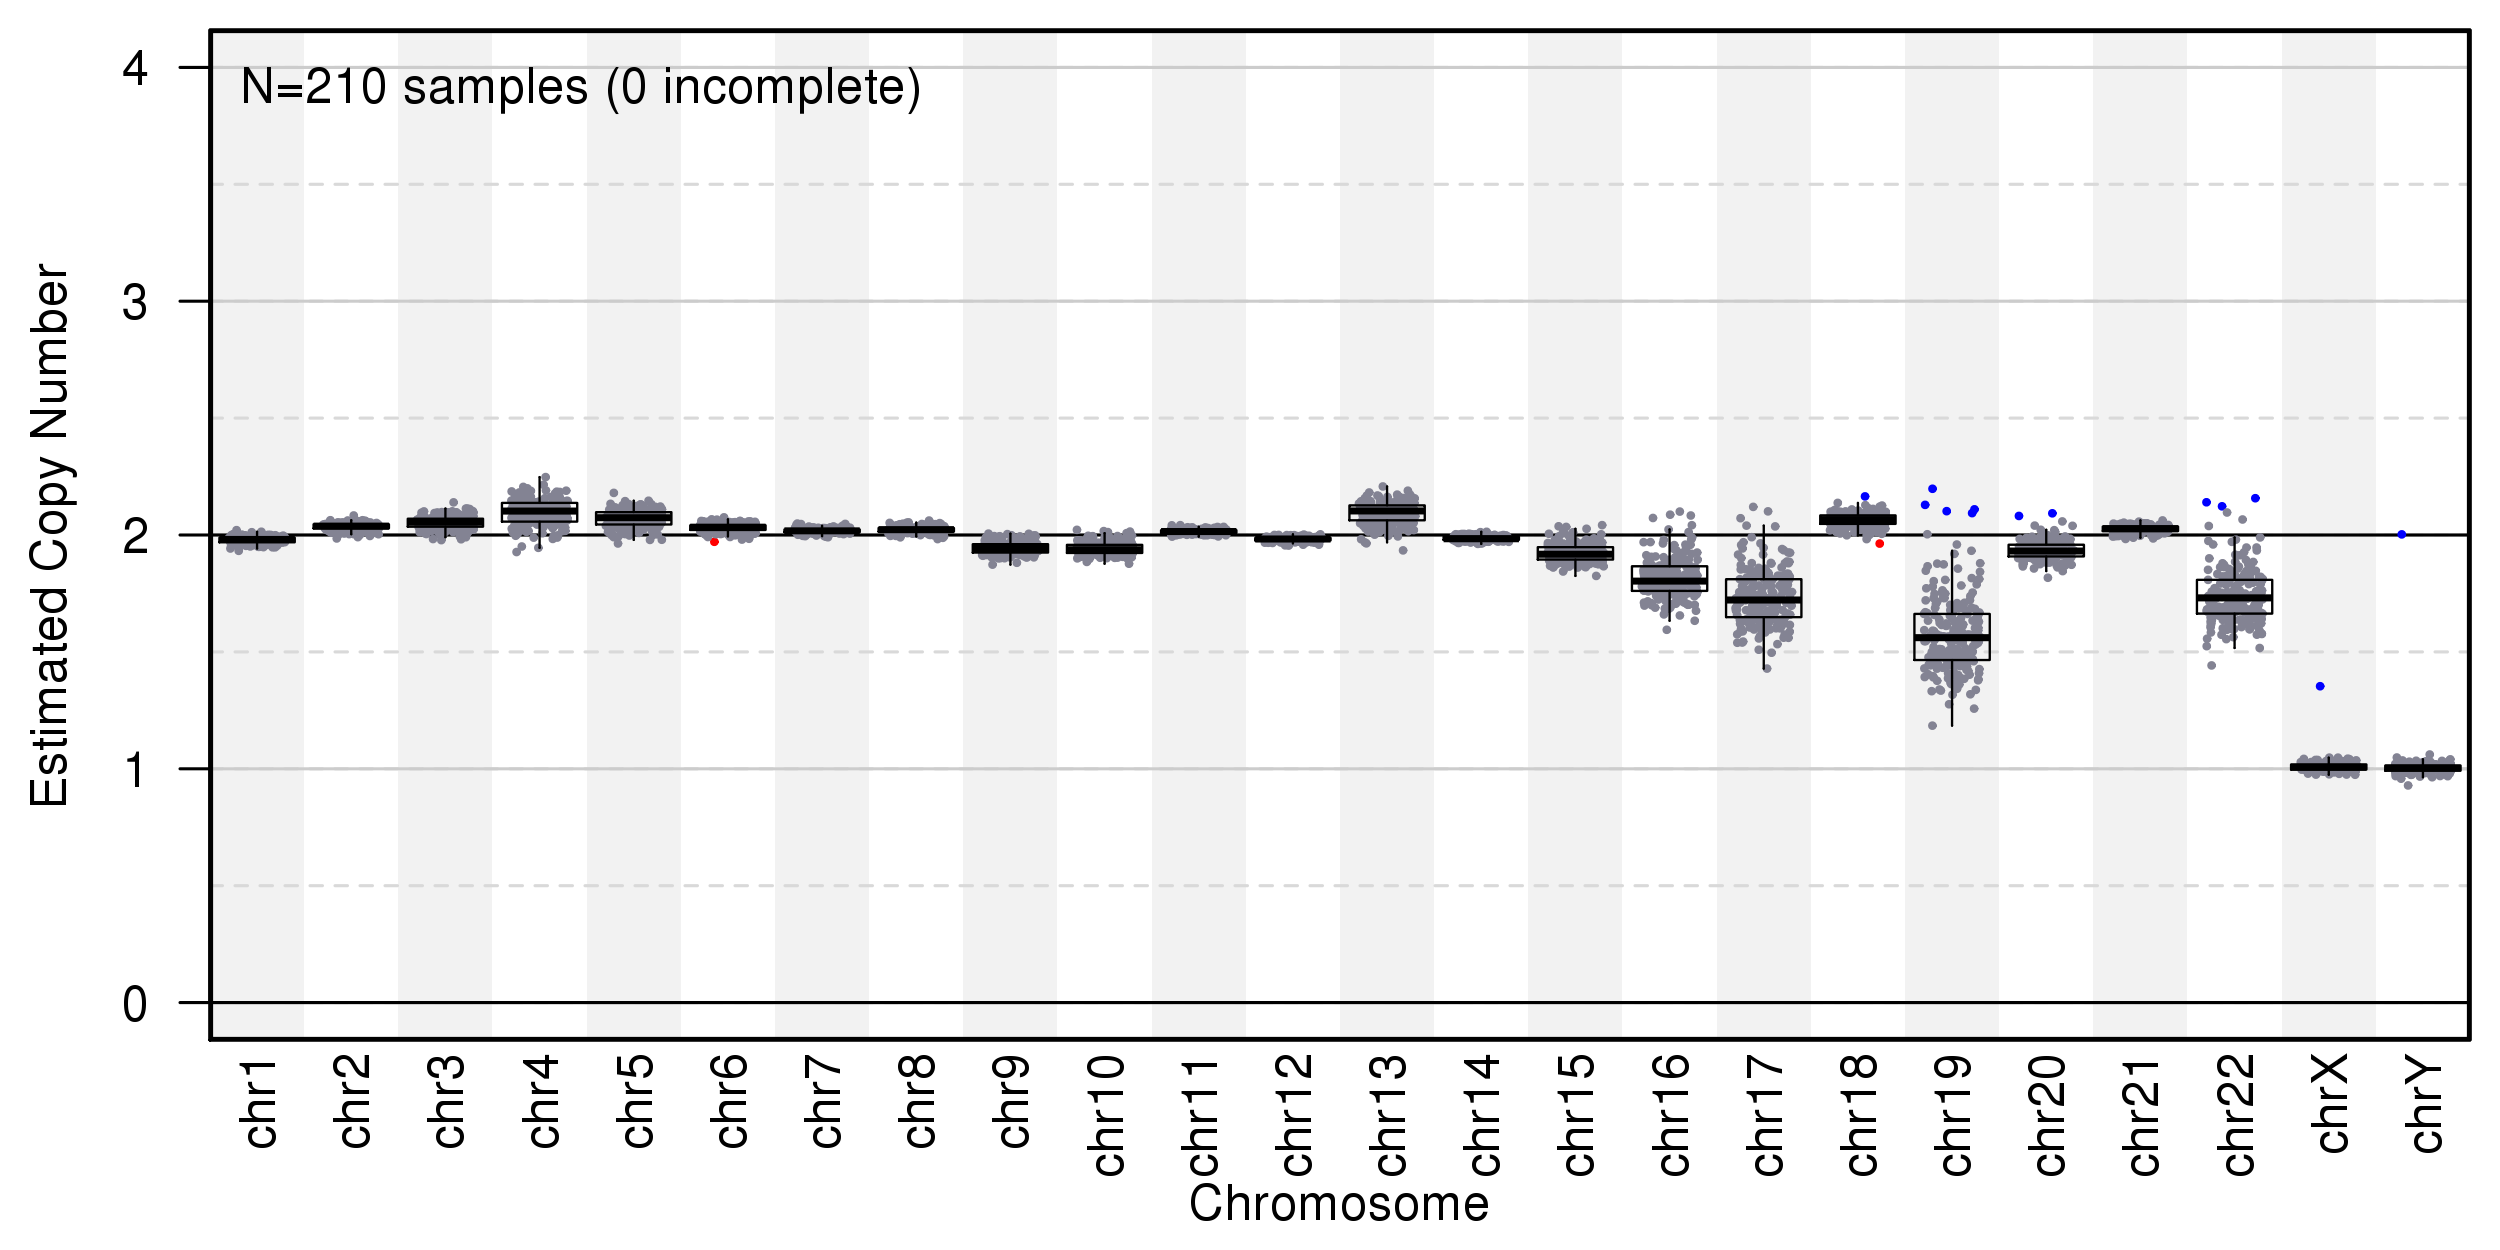 N=210 samples (0 incomplete)
Estimated Copy Number
4
3
2
1
0
chr1
chr2
chr3
chr4
chr5
chr6
chr7
chr8
chr9
chr10
chr11
chr12
chr13
chr14
chr15
chr16
chr17
chr18
chr19
chr20
chr21
chr22
chrX
chrY
Chromosome